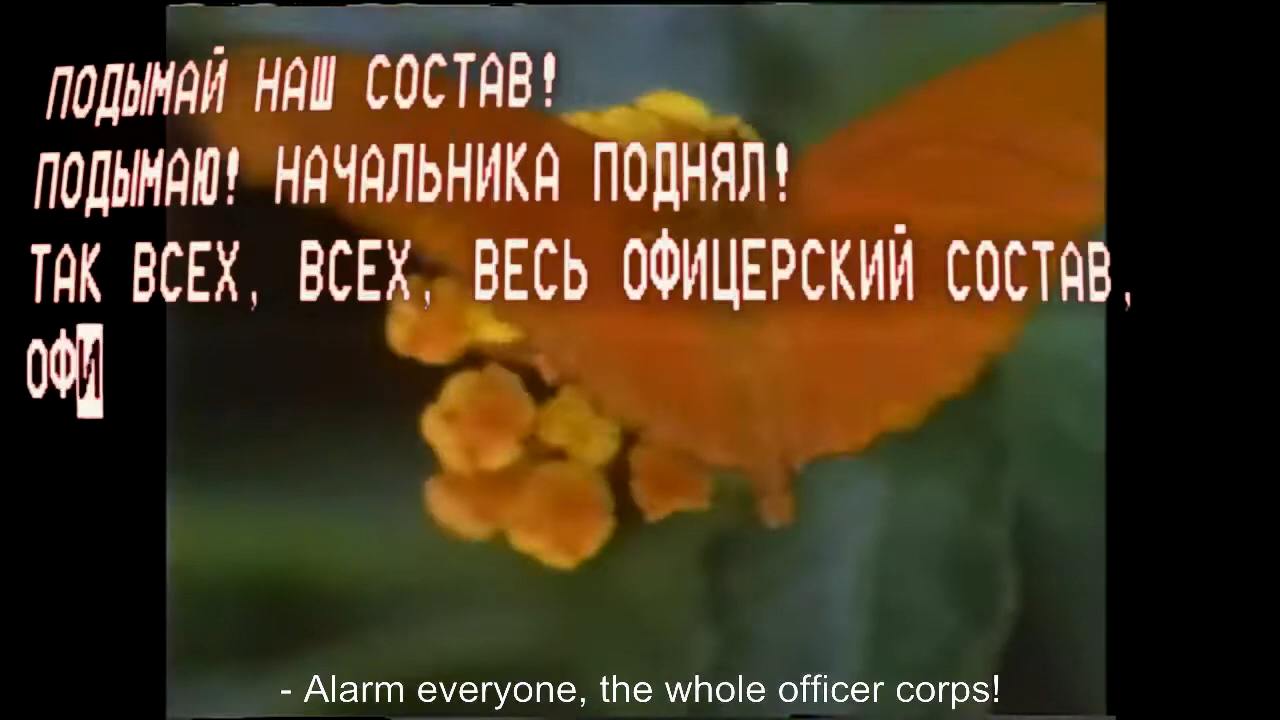 ПОДЫМАЙ НАШ СОСТАВ!
ПОДЫМАЮ! НАЧАЛЬНИКА ПОДНЯЛ!
ТАК ВСЕХ, ВСЕХ, ВЕСЬ ОФИЦЕРСКИЙ СОСТАВ,
ОФИ
- Alarm everyone, the whole officer corps!